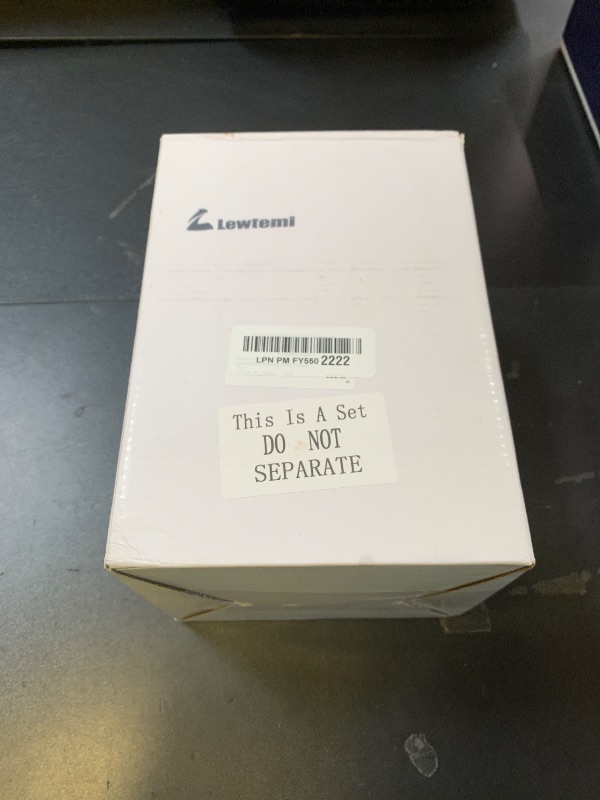 Lewtemi
LPN PM FY550 2222
This Is A Set
DO NOT
SEPARATE